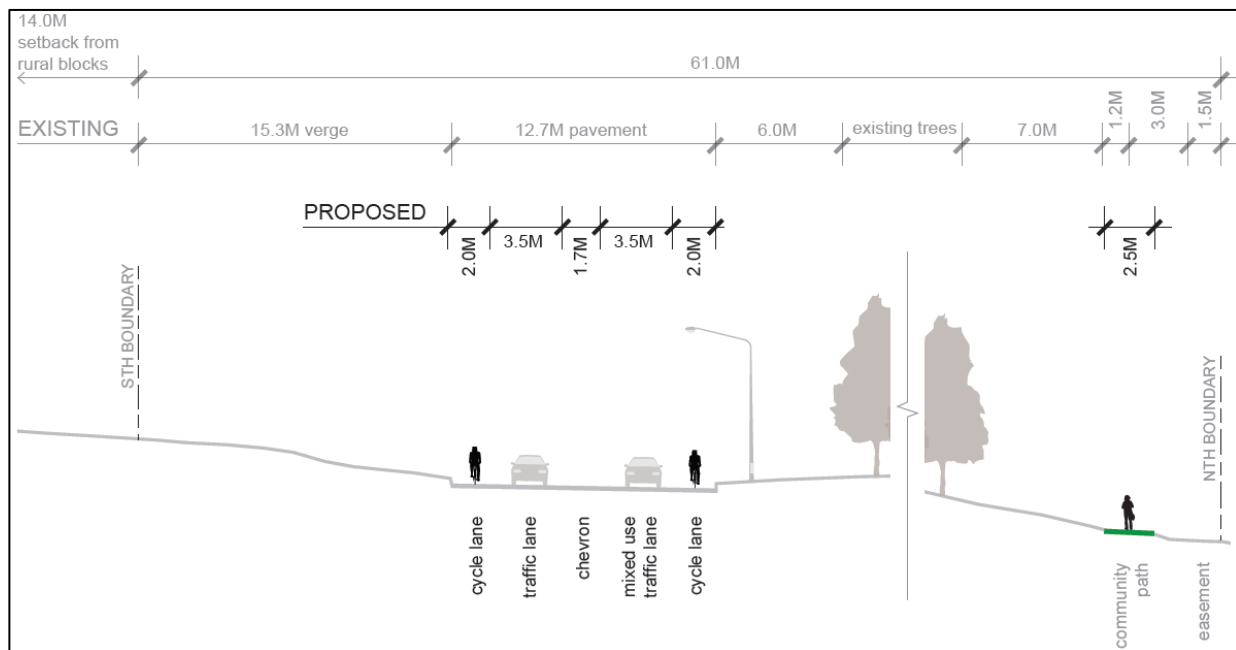 14.0M
setback from
rural blocks
61.0M
EXISTING
15.3M verge
12.7M pavement
6.0M
existing trees
7.0M
1.2M
3.0M
1.5M
PROPOSED
2.0M
3.5M
1.7M
3.5M
2.0M
2.5M
STH BOUNDARY
NTH BOUNDARY
cycle lane
traffic lane
chevron
mixed use
traffic lane
cycle lane
community
path
easement